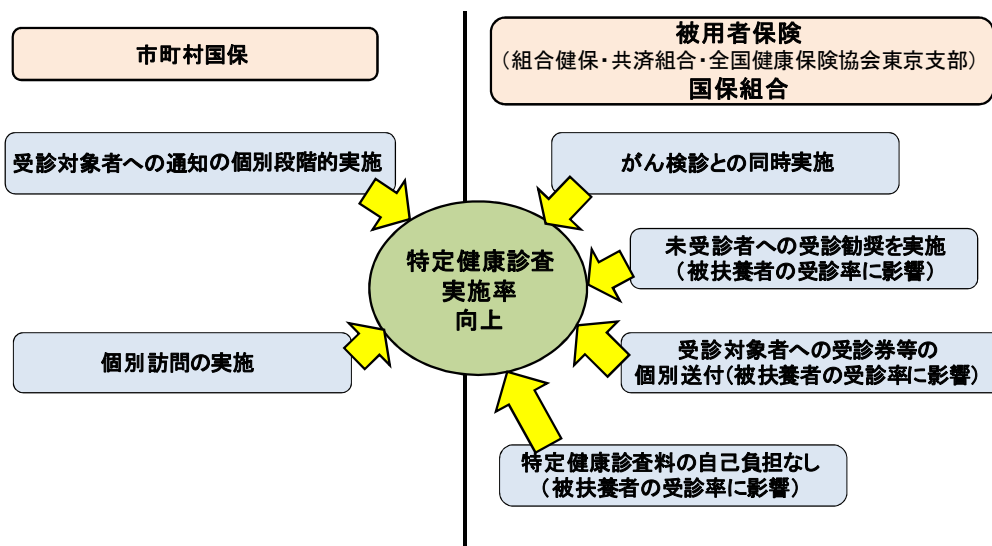 市町村国保
被用者保険
（組合健保・共済組合・全国健康保険協会東京支部）
国保組合
受診対象者への通知の個別段階的実施
がん検診との同時実施
特定健康診査
実施率
向上
未受診者への受診勧奨を実施
（被扶養者の受診率に影響）
個別訪問の実施
受診対象者への受診券等の
個別送付（被扶養者の受診率に影響）
特定健康診査料の自己負担なし
（被扶養者の受診率に影響）